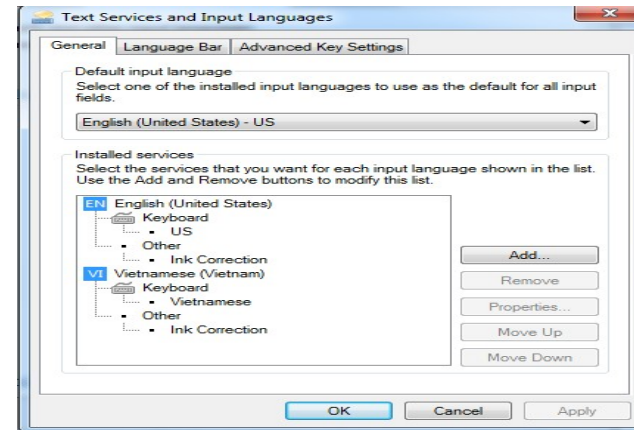 Text Services and Input Languages
General
Language Bar
Advanced Key Settings
Default input language
Select one of the installed input languages to use as the default for all input
fields.
English (United States) - US
Installed services
Select the services that you want for each input language shown in the list.
Use the Add and Remove buttons to modify this list.
EN English (United States)
Keyboard
US
Other
Ink Correction
VI Vietnamese (Vietnam)
Keyboard
Vietnamese
Other
Ink Correction
Add...
Remove
Properties...
Move Up
Move Down
OK
Cancel
Apply